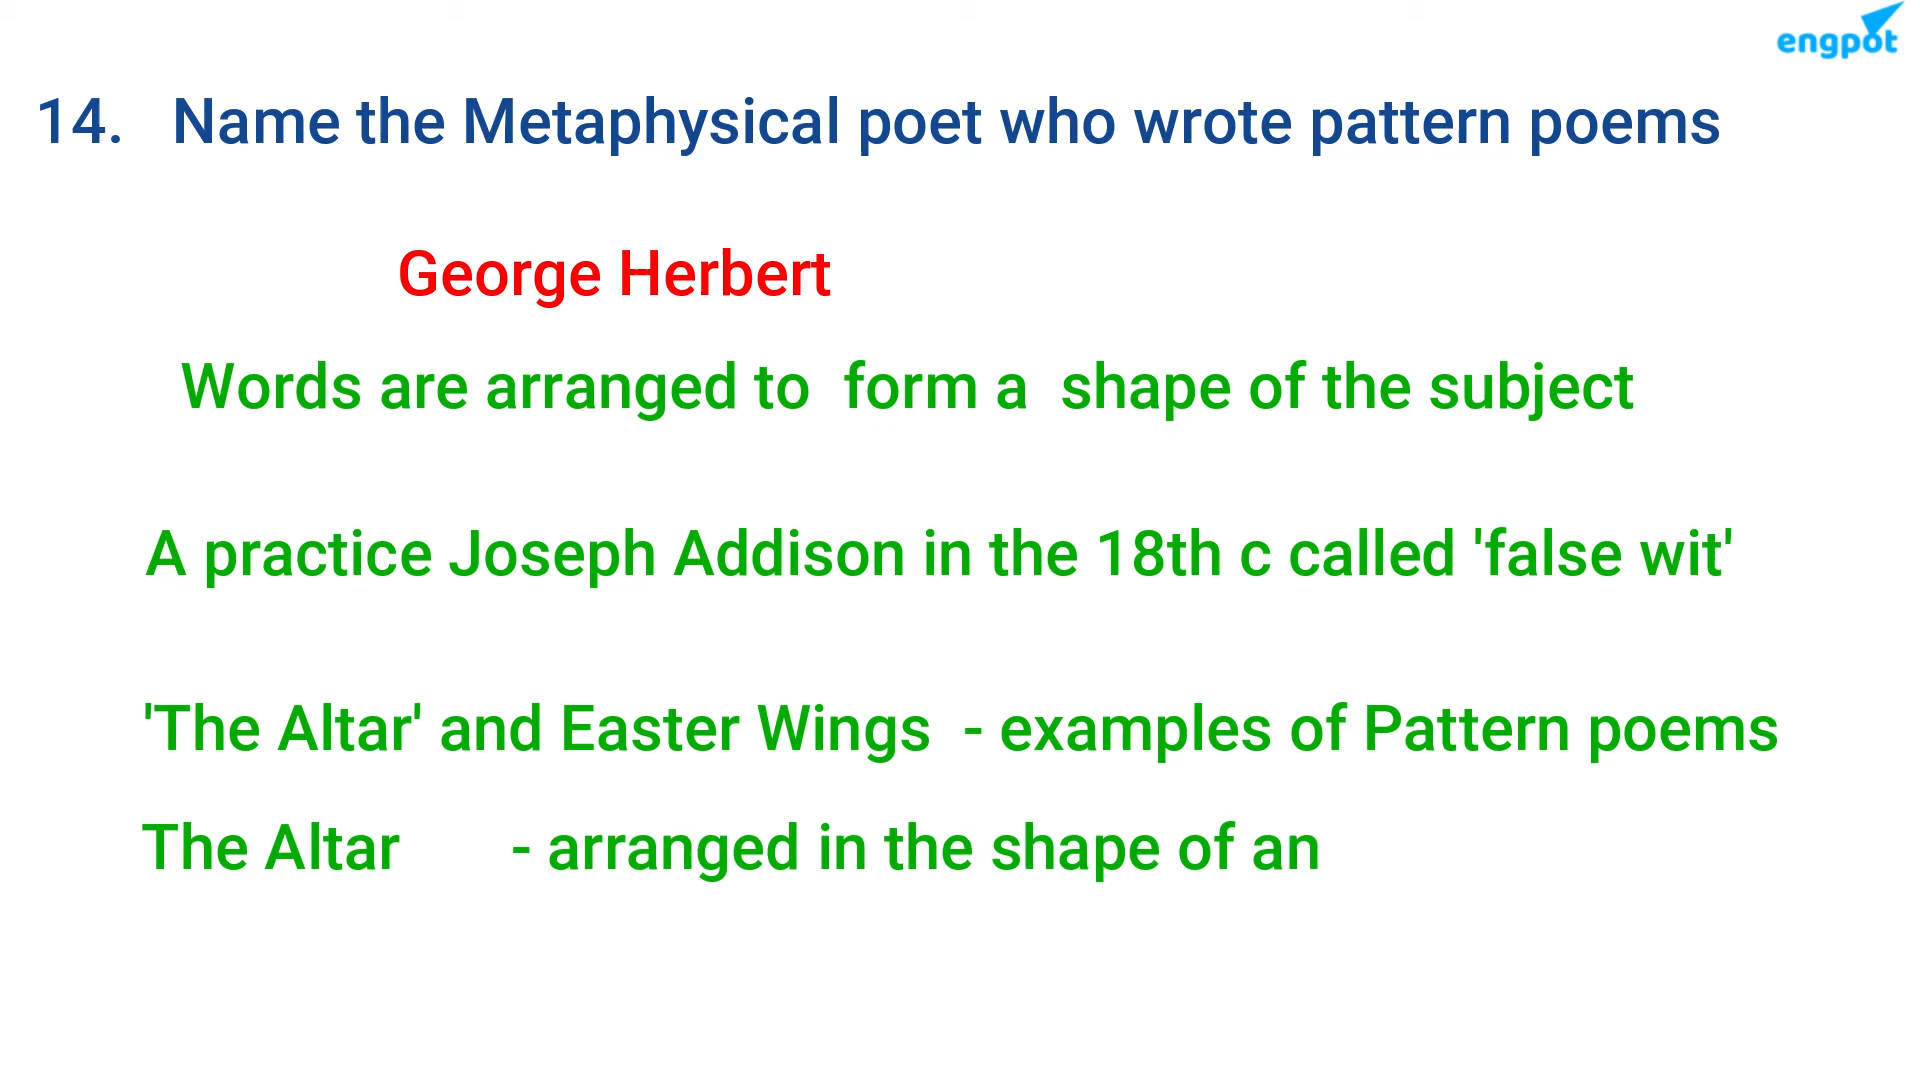 engpot
14. Name the Metaphysical poet who wrote pattern poems
George Herbert
Words are arranged to form a shape of the subject
A practice Joseph Addison in the 18th c called 'false wit'
'The Altar' and Easter Wings - examples of Pattern poems
The Altar - arranged in the shape of an